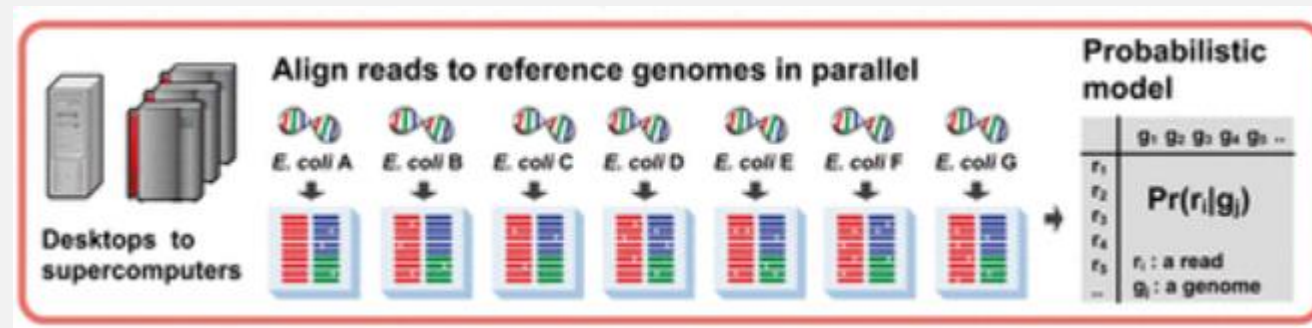 Align reads to reference genomes in parallel
E. coli A E. coli B E. coli C E. coli D E. coli E E. coli F E. coli G
Desktops to
supercomputers
Probabilistic
model
g₁ g₂ g₃ g₄ g₅ ..
r₁
r₂
r₃
r₄
r₅
..
Pr(rᵢ|gⱼ)
rᵢ : a read
gⱼ : a genome